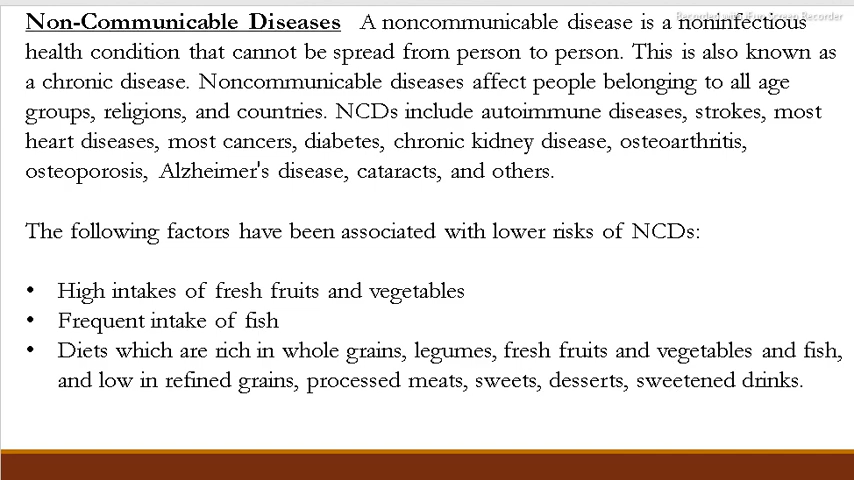 Recorded with iFun Screen Recorder
Non-Communicable Diseases A noncommunicable disease is a noninfectious
health condition that cannot be spread from person to person. This is also known as
a chronic disease. Noncommunicable diseases affect people belonging to all age
groups, religions, and countries. NCDs include autoimmune diseases, strokes, most
heart diseases, most cancers, diabetes, chronic kidney disease, osteoarthritis,
osteoporosis, Alzheimer's disease, cataracts, and others.
The following factors have been associated with lower risks of NCDs:
• High intakes of fresh fruits and vegetables
• Frequent intake of fish
• Diets which are rich in whole grains, legumes, fresh fruits and vegetables and fish,
and low in refined grains, processed meats, sweets, desserts, sweetened drinks.